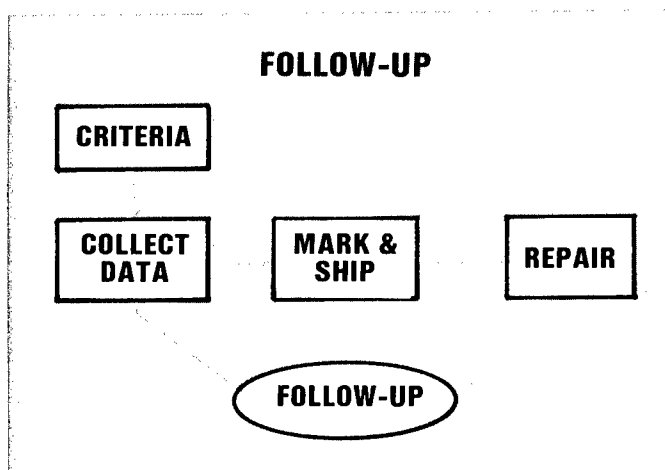 FOLLOW-UP
CRITERIA
COLLECT
DATA
MARK &
SHIP
REPAIR
FOLLOW-UP